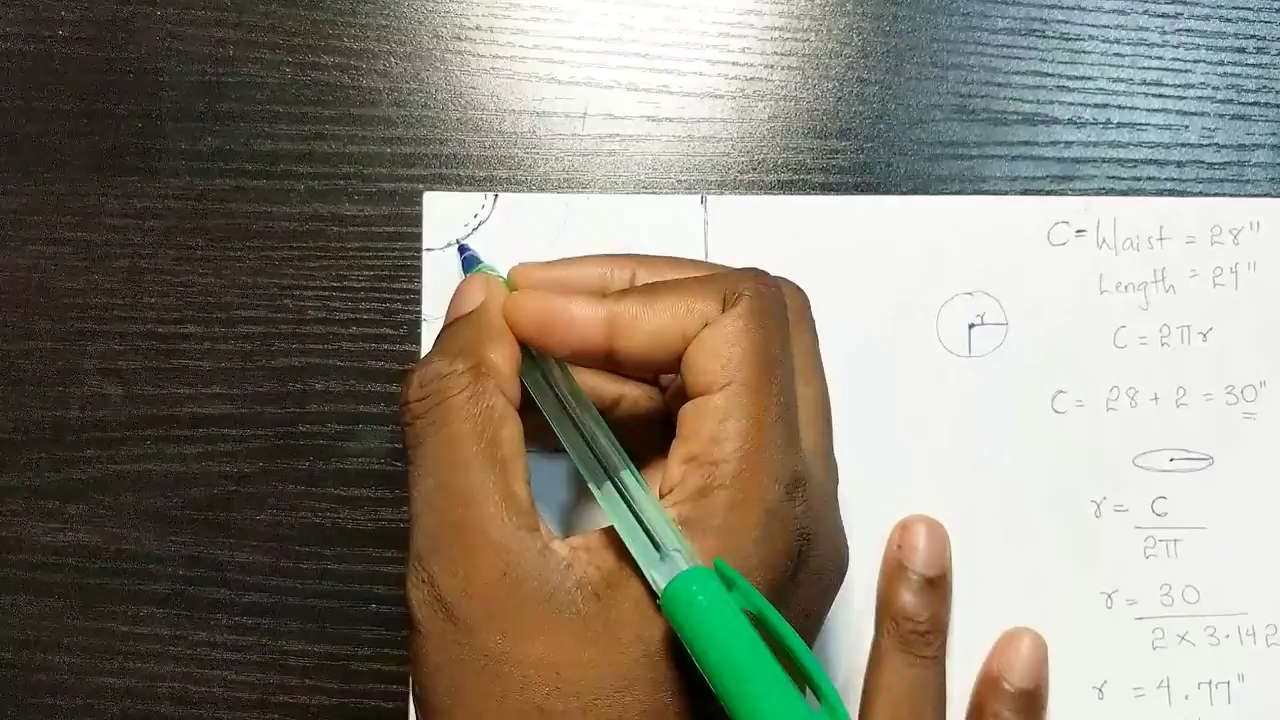 C = Waist = 28"
Length = 24"
r
C = 2πr
C = 28 + 2 = 30"
r = C
2π
r = 30
2 x 3.142
r = 4.77"